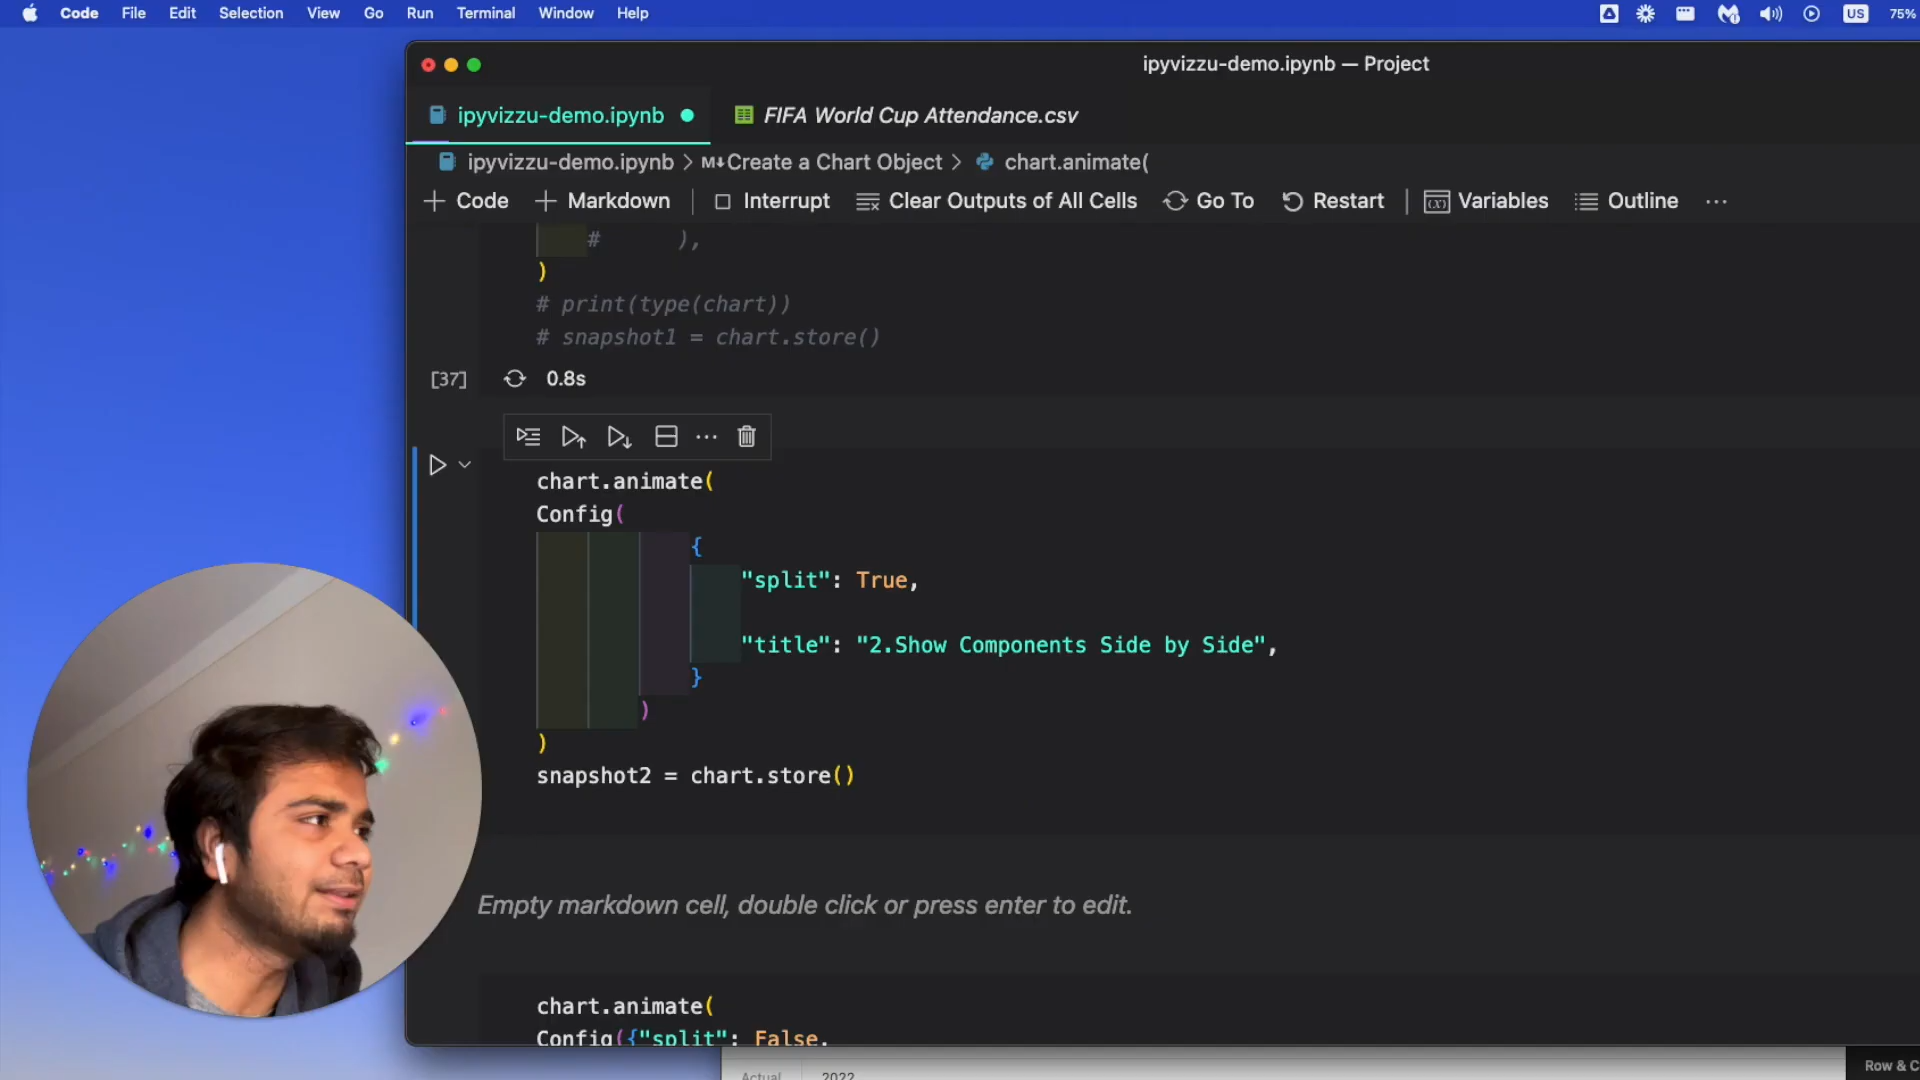 Code File Edit Selection View Go Run Terminal Window Help US 75%
ipyvizzu-demo.ipynb — Project
ipyvizzu-demo.ipynb FIFA World Cup Attendance.csv
ipyvizzu-demo.ipynb > M↓Create a Chart Object > chart.animate(
+ Code + Markdown Interrupt Clear Outputs of All Cells Go To Restart Variables Outline ...
# ),
)
# print(type(chart))
# snapshot1 = chart.store()
[37] 0.8s
chart.animate(
Config(
{
"split": True,
"title": "2.Show Components Side by Side",
}
)
)
snapshot2 = chart.store()
Empty markdown cell, double click or press enter to edit.
chart.animate(
Config({"split": False,
Actual 2022 Row & C